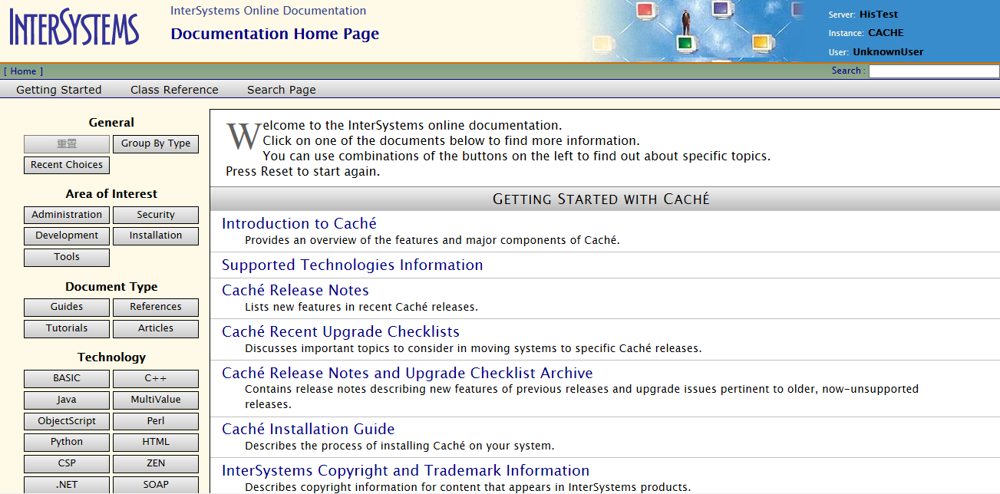 INTERSYSTEMS
InterSystems Online Documentation
Documentation Home Page
Server: HisTest
Instance: CACHE
User: UnknownUser
[ Home ]
Search :
Getting Started Class Reference Search Page
General
重置 Group By Type
Recent Choices
Area of Interest
Administration Security
Development Installation
Tools
Document Type
Guides References
Tutorials Articles
Technology
BASIC C++
Java MultiValue
ObjectScript Perl
Python HTML
CSP ZEN
.NET SOAP
Welcome to the InterSystems online documentation.
Click on one of the documents below to find more information.
You can use combinations of the buttons on the left to find out about specific topics.
Press Reset to start again.
GETTING STARTED WITH CACHÉ
Introduction to Caché
Provides an overview of the features and major components of Caché.
Supported Technologies Information
Caché Release Notes
Lists new features in recent Caché releases.
Caché Recent Upgrade Checklists
Discusses important topics to consider in moving systems to specific Caché releases.
Caché Release Notes and Upgrade Checklist Archive
Contains release notes describing new features of previous releases and upgrade issues pertinent to older, now-unsupported
releases.
Caché Installation Guide
Describes the process of installing Caché on your system.
InterSystems Copyright and Trademark Information
Describes copyright information for content that appears in InterSystems products.